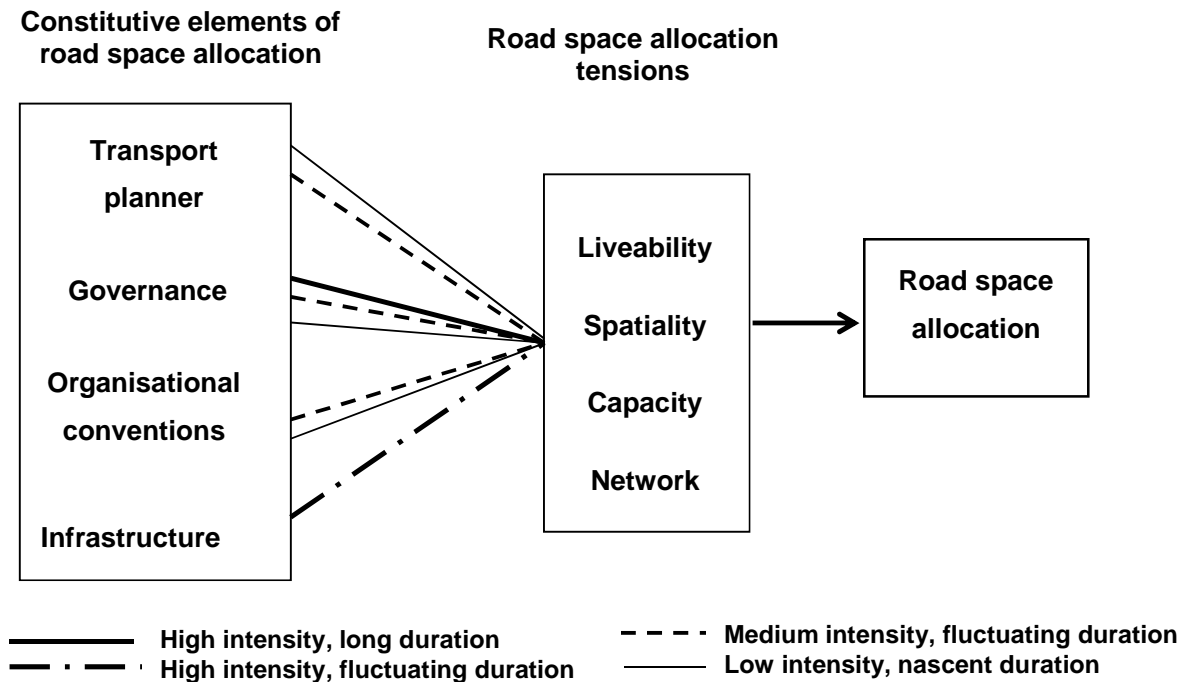 Constitutive elements of
road space allocation
Road space allocation
tensions
Transport
planner
Governance
Organisational
conventions
Infrastructure
Liveability
Spatiality
Capacity
Network
Road space
allocation
High intensity, long duration
High intensity, fluctuating duration
Medium intensity, fluctuating duration
Low intensity, nascent duration